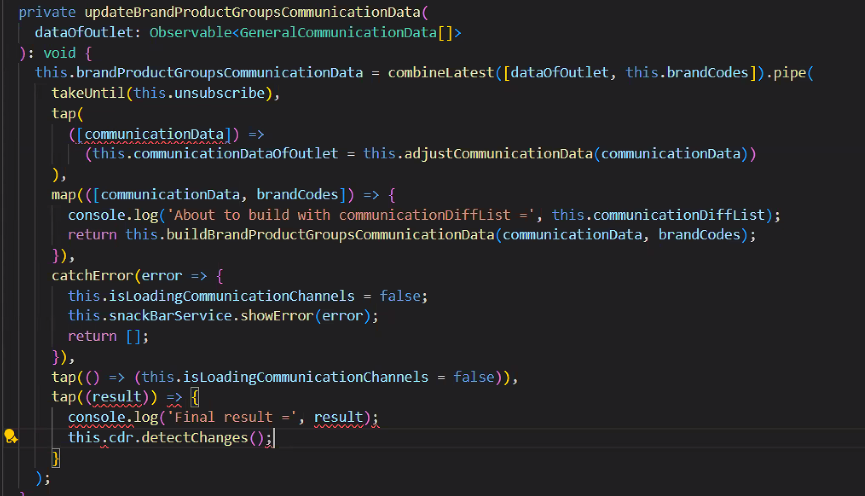 private updateBrandProductGroupsCommunicationData(
dataOfOutlet: Observable<GeneralCommunicationData[]>
): void {
this.brandProductGroupsCommunicationData = combineLatest([dataOfOutlet, this.brandCodes]).pipe(
takeUntil(this.unsubscribe),
tap(
([communicationData]) =>
(this.communicationDataOfOutlet = this.adjustCommunicationData(communicationData))
),
map(([communicationData, brandCodes]) => {
console.log('About to build with communicationDiffList =', this.communicationDiffList);
return this.buildBrandProductGroupsCommunicationData(communicationData, brandCodes);
}),
catchError(error => {
this.isLoadingCommunicationChannels = false;
this.snackBarService.showError(error);
return [];
}),
tap(() => (this.isLoadingCommunicationChannels = false)),
tap((result)) => {
console.log('Final result =', result);
this.cdr.detectChanges();
}
);